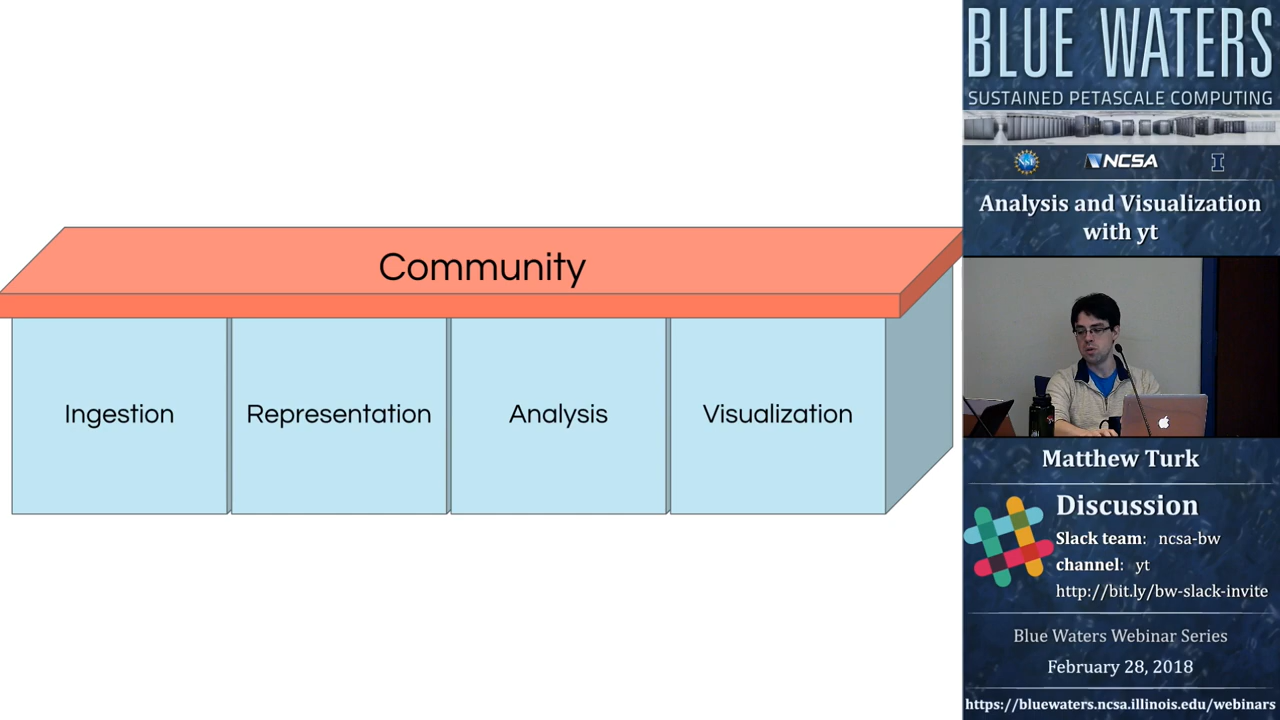 Community
Ingestion
Representation
Analysis
Visualization
BLUE WATERS
SUSTAINED PETASCALE COMPUTING
NSF
NCSA
I
Analysis and Visualization
with yt
Matthew Turk
Discussion
Slack team: ncsa-bw
channel: yt
http://bit.ly/bw-slack-invite
Blue Waters Webinar Series
February 28, 2018
https://bluewaters.ncsa.illinois.edu/webinars